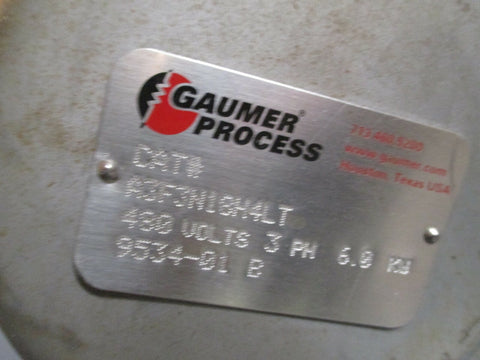 GAUMER®
PROCESS
713.460.5200
www.gaumer.com
Houston, Texas USA
CAT#
A3F3N18H4LT
480 VOLTS 3 PH 6.0 KW
9534-01 B